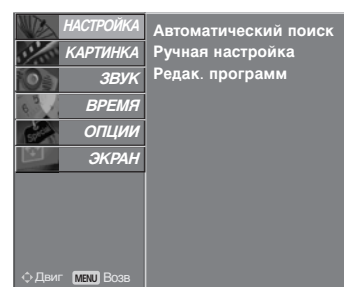 НАСТРОЙКА
КАРТИНКА
ЗВУК
ВРЕМЯ
ОПЦИИ
ЭКРАН
Автоматический поиск
Ручная настройка
Редак. программ
Двиг MENU Возв